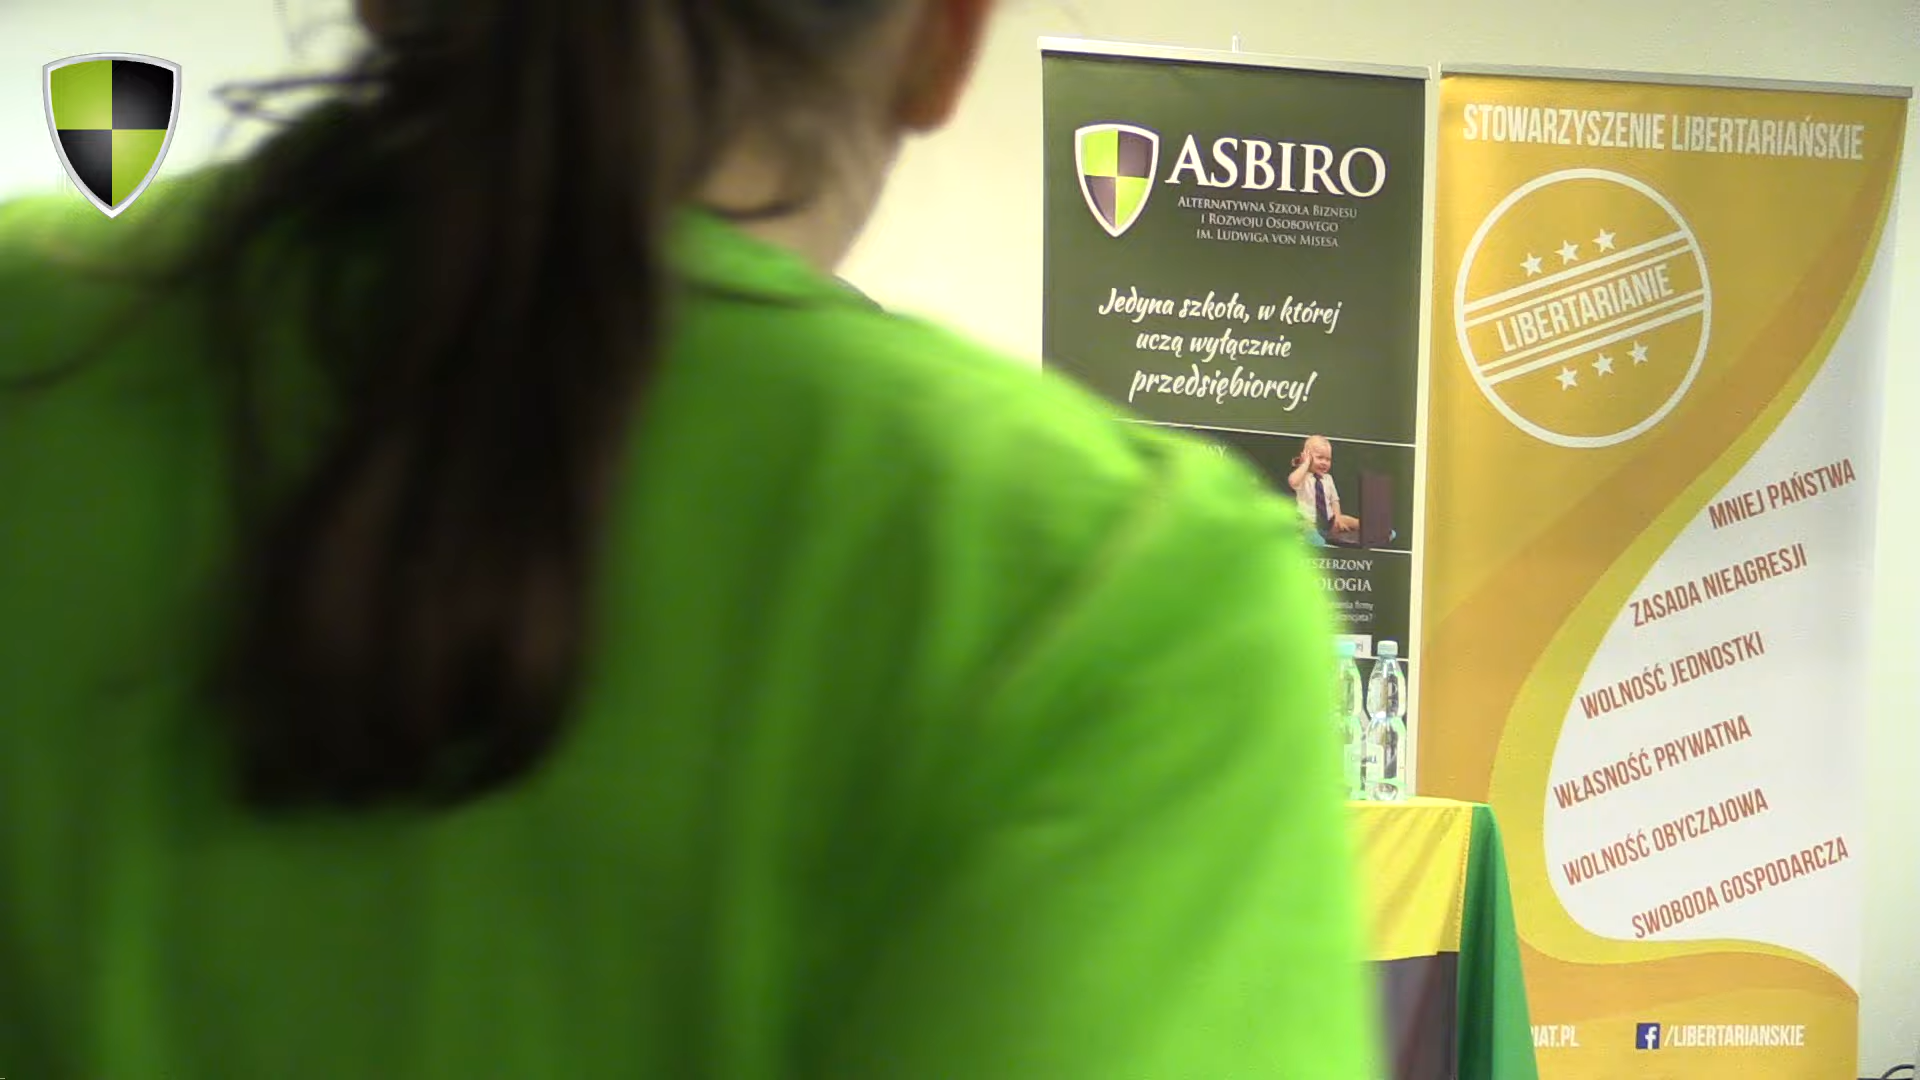 ASBIRO
ALTERNATYWNA SZKOŁA BIZNESU
I ROZWOJU OSOBOWEGO
IM. LUDWIGA VON MISESA
Jedyna szkoła, w której
uczą wyłącznie
przedsiębiorcy!
STOWARZYSZENIE LIBERTARIAŃSKIE
LIBERTARIANIE
MNIEJ PAŃSTWA
ZASADA NIEAGRESJI
WOLNOŚĆ JEDNOSTKI
WŁASNOŚĆ PRYWATNA
WOLNOŚĆ OBYCZAJOWA
SWOBODA GOSPODARCZA
/LIBERTARIANSKIE